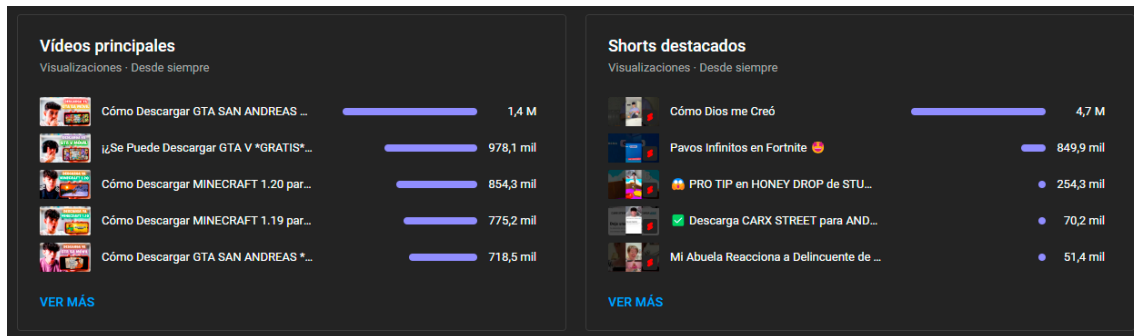 Vídeos principales
Visualizaciones · Desde siempre
Cómo Descargar GTA SAN ANDREAS ... 1,4 M
¡¿Se Puede Descargar GTA V *GRATIS*... 978,1 mil
Cómo Descargar MINECRAFT 1.20 par... 854,3 mil
Cómo Descargar MINECRAFT 1.19 par... 775,2 mil
Cómo Descargar GTA SAN ANDREAS *... 718,5 mil
VER MÁS
Shorts destacados
Visualizaciones · Desde siempre
Cómo Dios me Creó 4,7 M
Pavos Infinitos en Fortnite 🤩 849,9 mil
😱 PRO TIP en HONEY DROP de STU... 254,3 mil
✅ Descarga CARX STREET para AND... 70,2 mil
Mi Abuela Reacciona a Delincuente de ... 51,4 mil
VER MÁS